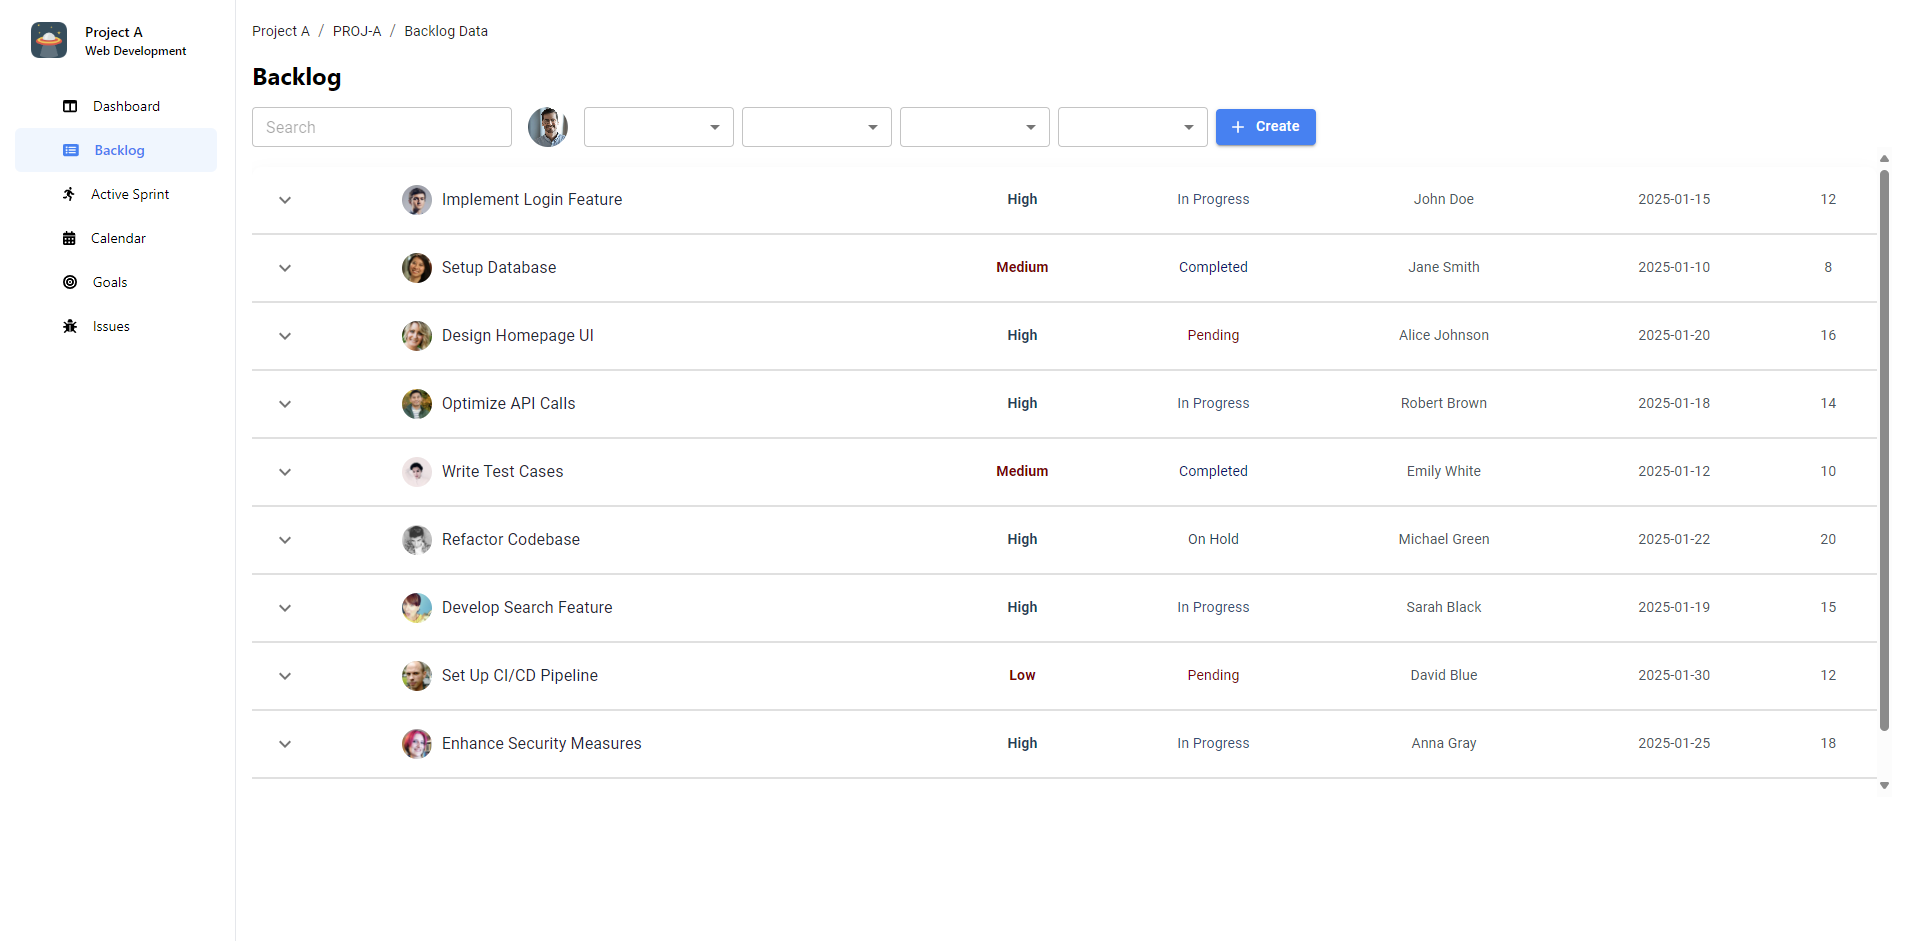 Project A
Web Development
Dashboard
Backlog
Active Sprint
Calendar
Goals
Issues
Project A / PROJ-A / Backlog Data
Backlog
Search
Create
Implement Login Feature High In Progress John Doe 2025-01-15 12
Setup Database Medium Completed Jane Smith 2025-01-10 8
Design Homepage UI High Pending Alice Johnson 2025-01-20 16
Optimize API Calls High In Progress Robert Brown 2025-01-18 14
Write Test Cases Medium Completed Emily White 2025-01-12 10
Refactor Codebase High On Hold Michael Green 2025-01-22 20
Develop Search Feature High In Progress Sarah Black 2025-01-19 15
Set Up CI/CD Pipeline Low Pending David Blue 2025-01-30 12
Enhance Security Measures High In Progress Anna Gray 2025-01-25 18